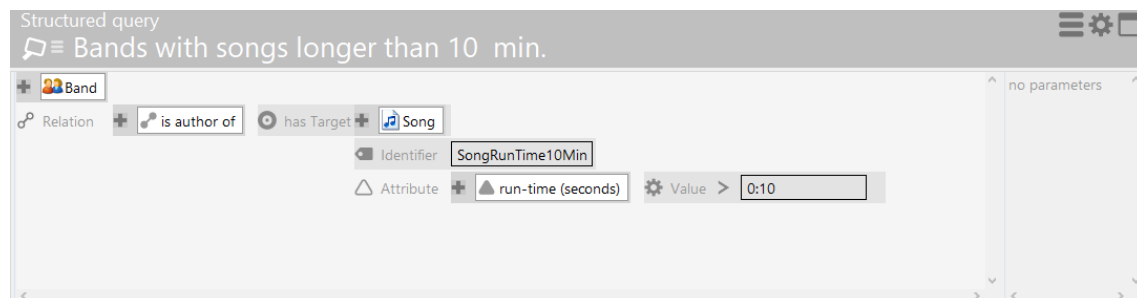 Structured query
Bands with songs longer than 10  min.
Band
no parameters
Relation is author of has Target Song
Identifier SongRunTime10Min
Attribute run-time (seconds) Value > 0:10